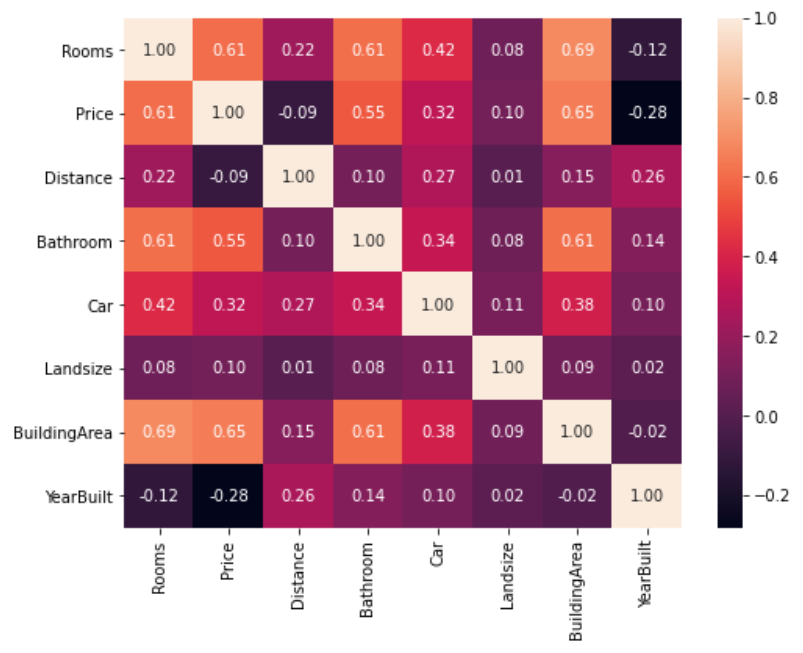 1.0
Rooms 1.00 0.61 0.22 0.61 0.42 0.08 0.69 -0.12
0.8
Price 0.61 1.00 -0.09 0.55 0.32 0.10 0.65 -0.28
Distance 0.22 -0.09 1.00 0.10 0.27 0.01 0.15 0.26
0.6
Bathroom 0.61 0.55 0.10 1.00 0.34 0.08 0.61 0.14
0.4
Car 0.42 0.32 0.27 0.34 1.00 0.11 0.38 0.10
0.2
Landsize 0.08 0.10 0.01 0.08 0.11 1.00 0.09 0.02
0.0
BuildingArea 0.69 0.65 0.15 0.61 0.38 0.09 1.00 -0.02
YearBuilt -0.12 -0.28 0.26 0.14 0.10 0.02 -0.02 1.00
−0.2
Rooms
Price
Distance
Bathroom
Car
Landsize
BuildingArea
YearBuilt